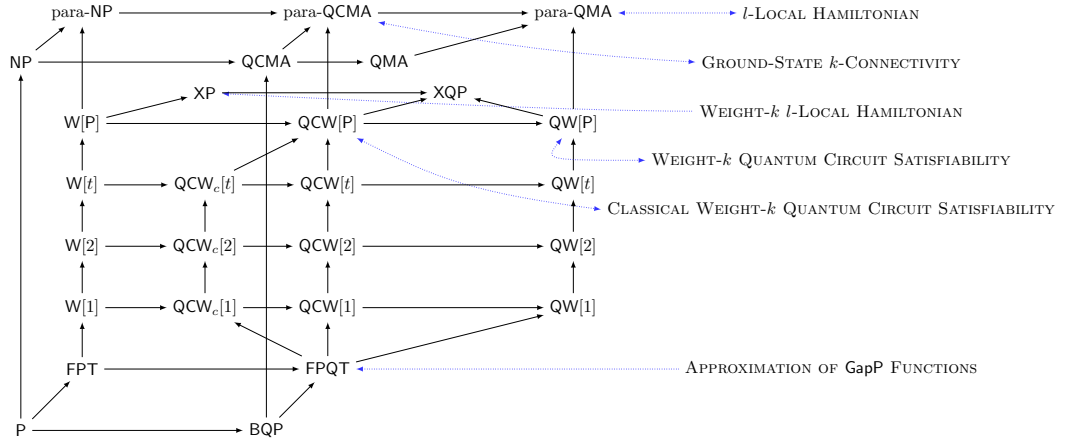 para-NP para-QCMA para-QMA l-Local Hamiltonian
NP QCMA QMA Ground-State k-Connectivity
XP XQP
Weight-k l-Local Hamiltonian
W[P] QCW[P] QW[P]
Weight-k Quantum Circuit Satisfiability
W[t] QCW_c[t] QCW[t] QW[t]
Classical Weight-k Quantum Circuit Satisfiability
W[2] QCW_c[2] QCW[2] QW[2]
W[1] QCW_c[1] QCW[1] QW[1]
FPT FPQT Approximation of GapP Functions
P BQP